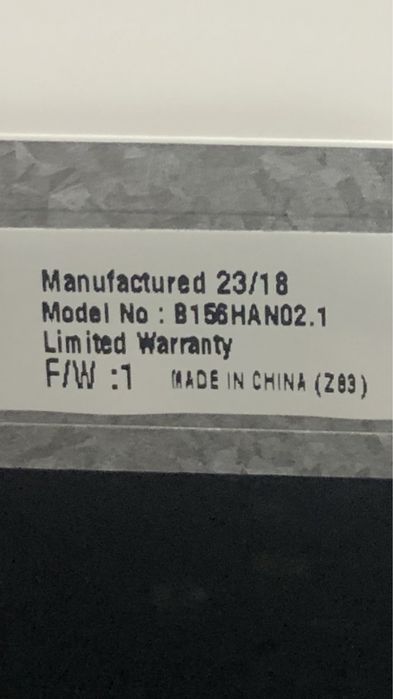 Manufactured 23/18
Model No : B156HAN02.1
Limited Warranty
F/W :1 MADE IN CHINA (Z83)